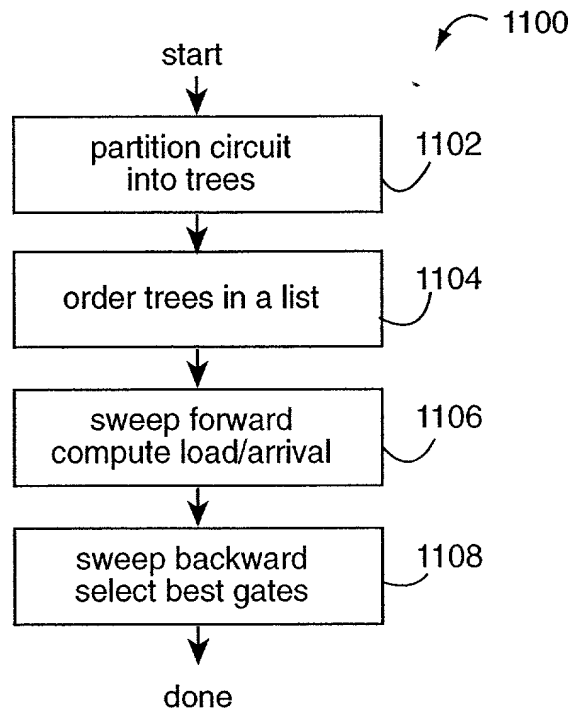 1100
start
partition circuit
into trees
1102
order trees in a list
1104
sweep forward
compute load/arrival
1106
sweep backward
select best gates
1108
done